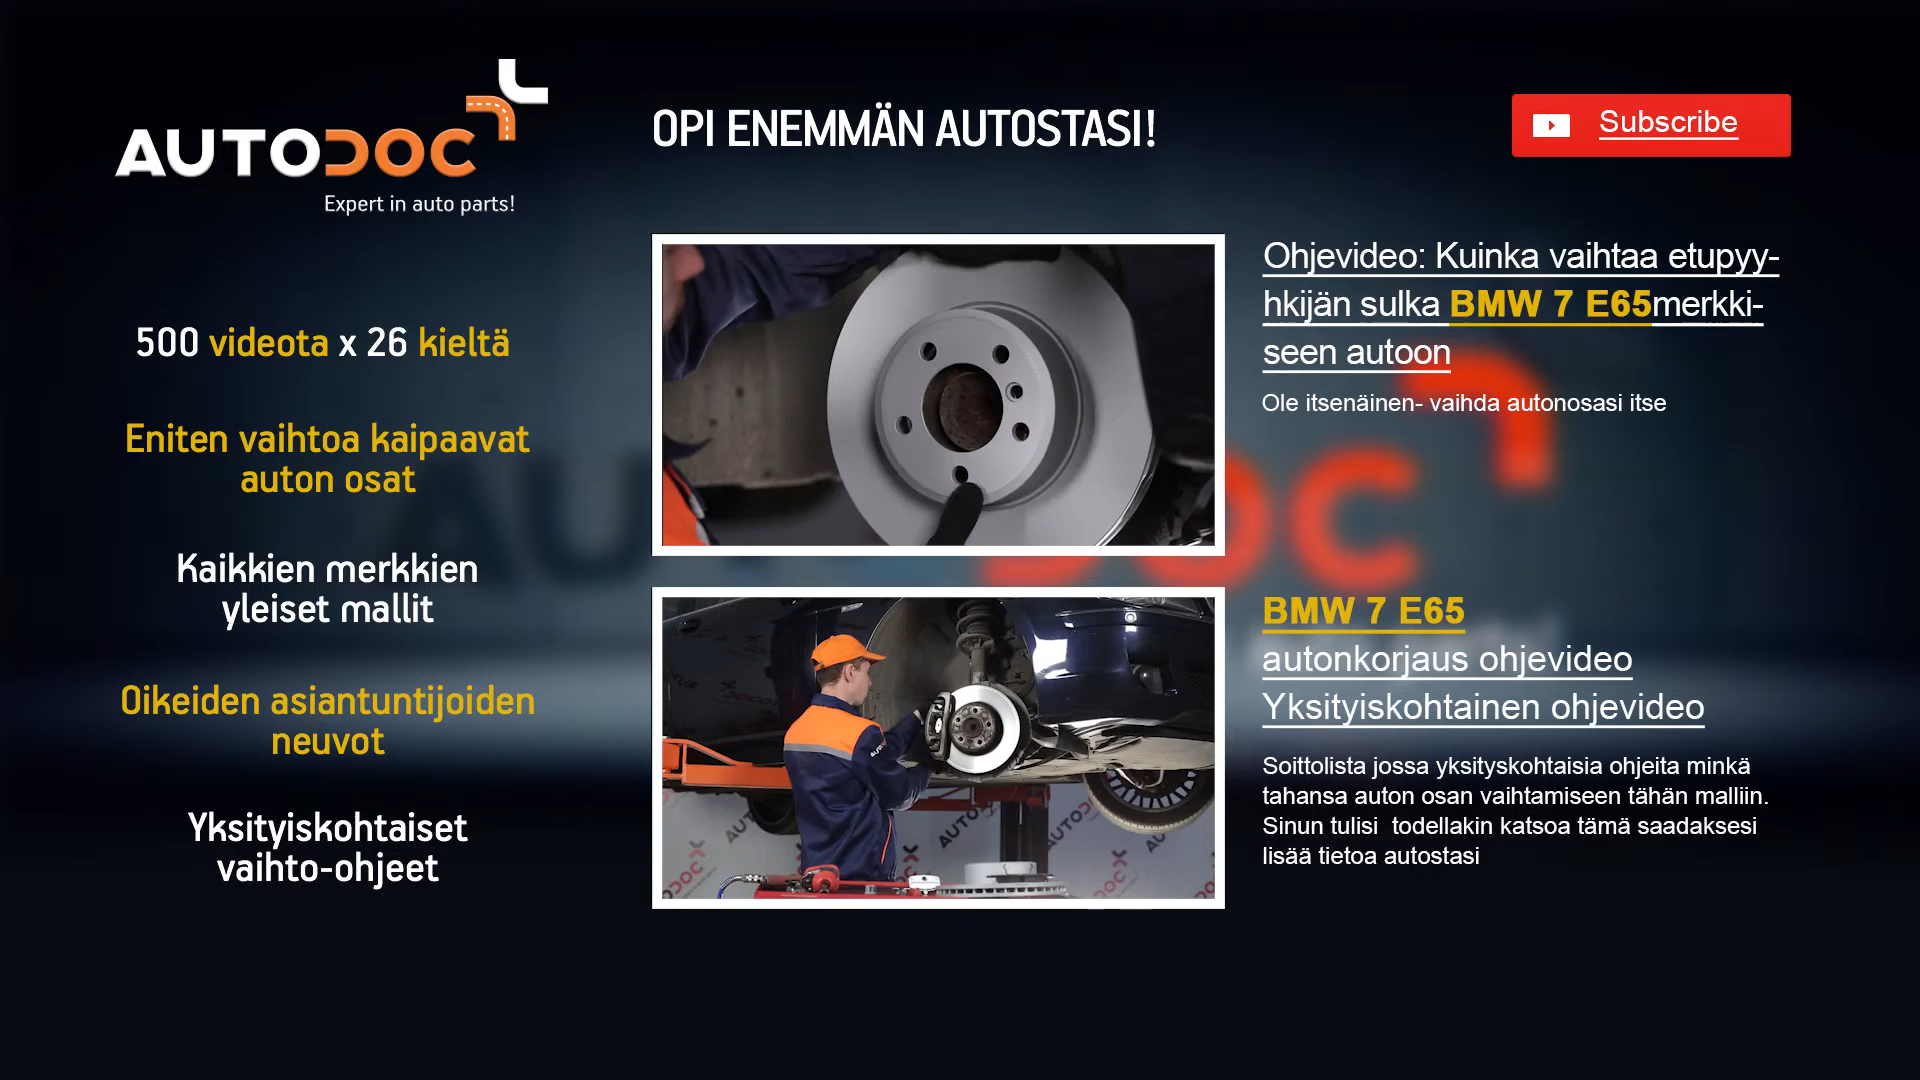 AUTODOC
Expert in auto parts!
OPI ENEMMÄN AUTOSTASI!
Subscribe
500 videota x 26 kieltä
Eniten vaihtoa kaipaavat
auton osat
Kaikkien merkkien
yleiset mallit
Oikeiden asiantuntijoiden
neuvot
Yksityiskohtaiset
vaihto-ohjeet
Ohjevideo: Kuinka vaihtaa etupyy-
hkijän sulka BMW 7 E65merkki-
seen autoon
Ole itsenäinen- vaihda autonosasi itse
BMW 7 E65
autonkorjaus ohjevideo
Yksityiskohtainen ohjevideo
Soittolista jossa yksityskohtaisia ohjeita minkä
tahansa auton osan vaihtamiseen tähän malliin.
Sinun tulisi  todellakin katsoa tämä saadaksesi
lisää tietoa autostasi